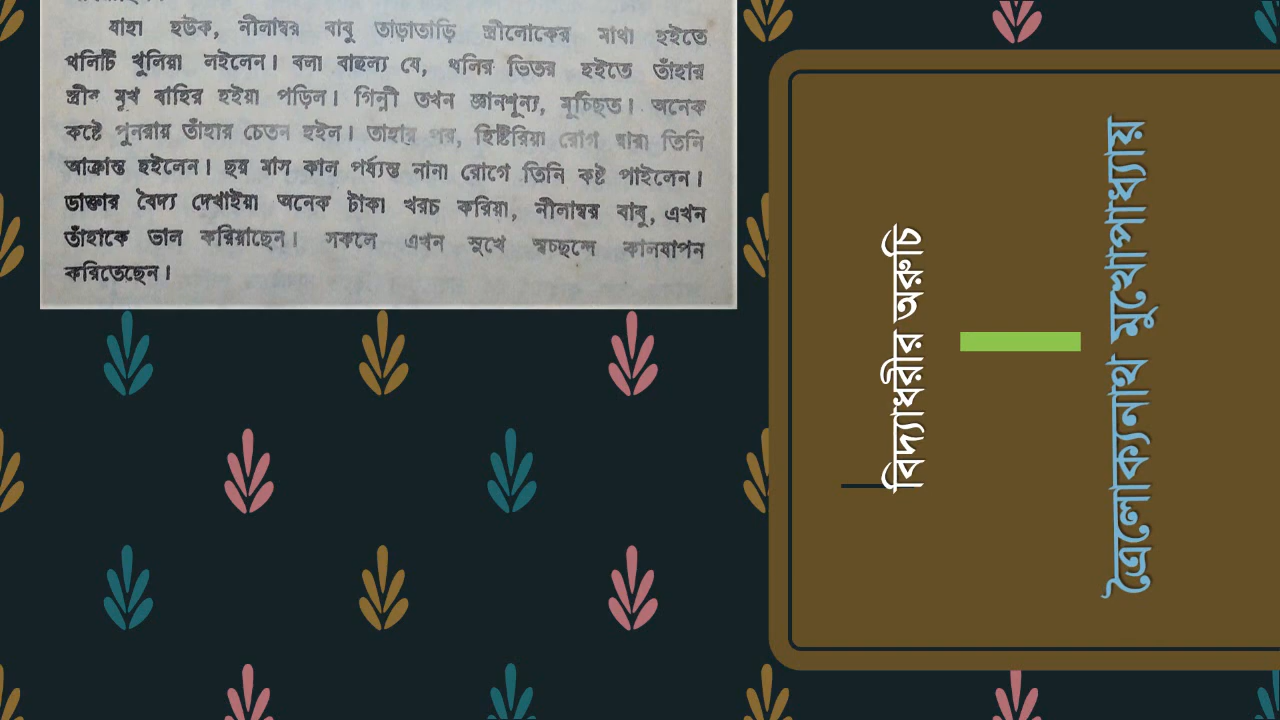 যাহা হউক, নীলাম্বর বাবু তাড়াতাড়ি স্ত্রীলোকের মাথা হইতে
থলিটি খুলিয়া লইলেন। বলা বাহুল্য যে, থলির ভিতর হইতে তাঁহার
স্ত্রীর মুখ বাহির হইয়া পড়িল। গিন্নী তখন জ্ঞানশূন্য, মূর্চ্ছিত। অনেক
কষ্টে পুনরায় তাঁহার চেতন হইল। তাহার পর, হিষ্টিরিয়া রোগ দ্বারা তিনি
আক্রান্ত হইলেন। ছয় মাস কাল পর্য্যন্ত নানা রোগে তিনি কষ্ট পাইলেন।
ডাক্তার বৈদ্য দেখাইয়া অনেক টাকা খরচ করিয়া, নীলাম্বর বাবু, এখন
তাঁহাকে ভাল করিয়াছেন। সকলে এখন সুখে স্বচ্ছন্দে কালযাপন
করিতেছেন।
বিদ্যাধরীর অরুচি
ত্রৈলোক্যনাথ মুখোপাধ্যায়